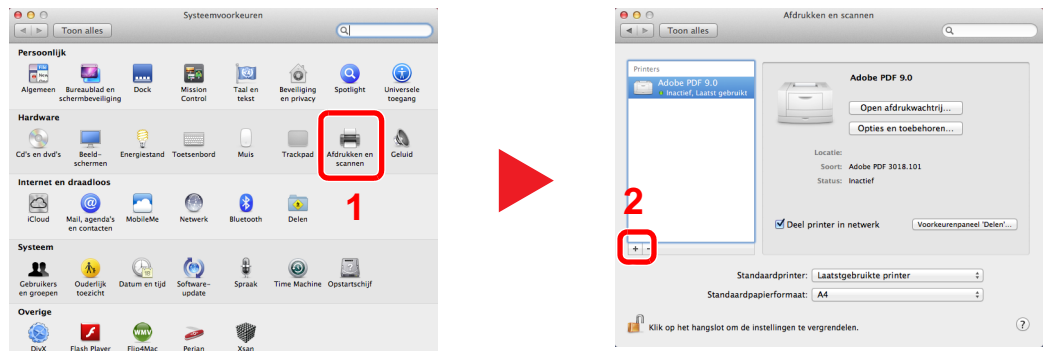 Systeemvoorkeuren
Toon alles
Persoonlijk
Algemeen
Bureaublad en
schermbeveiliging
Dock
Mission
Control
Taal en
tekst
Beveiliging
en privacy
Spotlight
Universele
toegang
Hardware
Cd's en dvd's
Beeld-
schermen
Energiestand
Toetsenbord
Muis
Trackpad
Afdrukken en
scannen
Geluid
1
Internet en draadloos
iCloud
Mail, agenda's
en contacten
MobileMe
Netwerk
Bluetooth
Delen
Systeem
Gebruikers
en groepen
Ouderlijk
toezicht
Datum en tijd
Software-
update
Spraak
Time Machine
Opstartschijf
Overige
DivX
Flash Player
WMV
Flip4Mac
Perian
Xsan
Afdrukken en scannen
Toon alles
Printers
Adobe PDF 9.0
Inactief, Laatst gebruikt
2
+ -
Adobe PDF 9.0
Open afdrukwachtrij...
Opties en toebehoren...
Locatie:
Soort: Adobe PDF 3018.101
Status: Inactief
Deel printer in netwerk
Voorkeurenpaneel 'Delen'...
Standaardprinter: Laatstgebruikte printer
Standaardpapierformaat: A4
Klik op het hangslot om de instellingen te vergrendelen.
?